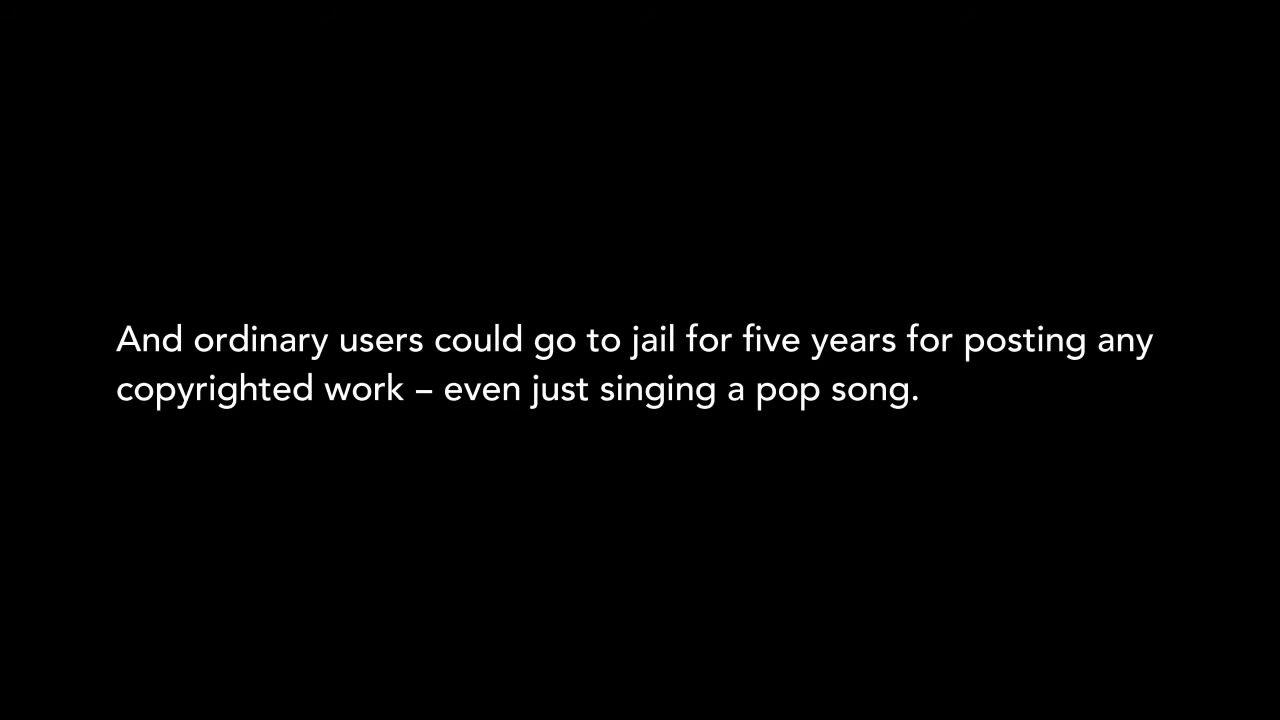 And ordinary users could go to jail for five years for posting any
copyrighted work – even just singing a pop song.